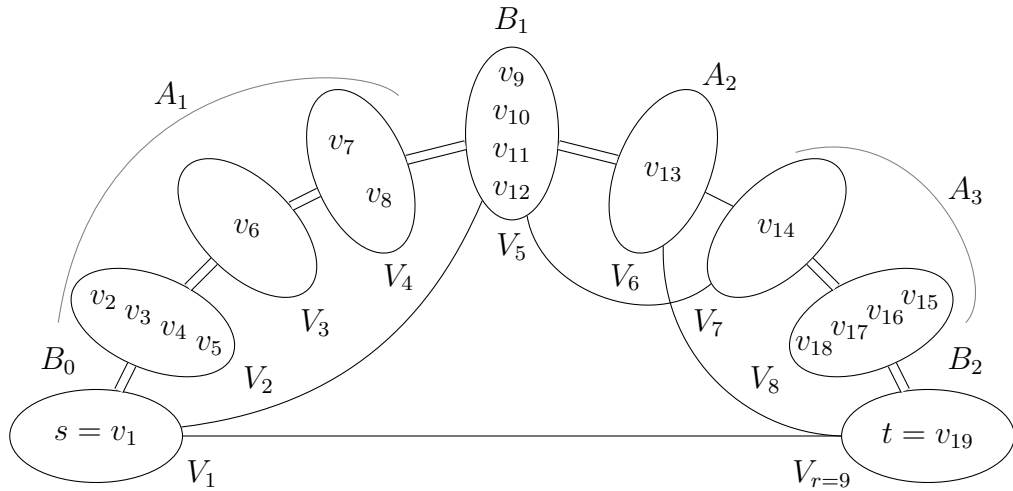 B₁
A₁
A₂
v₉
v₁₀
v₁₁
v₁₂
v₇
v₈
v₁₃
A₃
v₆
v₁₄
V₅
V₄
V₆
v₂ v₃ v₄ v₅
V₃
V₇
v₁₈ v₁₇ v₁₆ v₁₅
B₀
V₂
V₈
B₂
s = v₁
t = v₁₉
V₁
Vᵣ₌₉